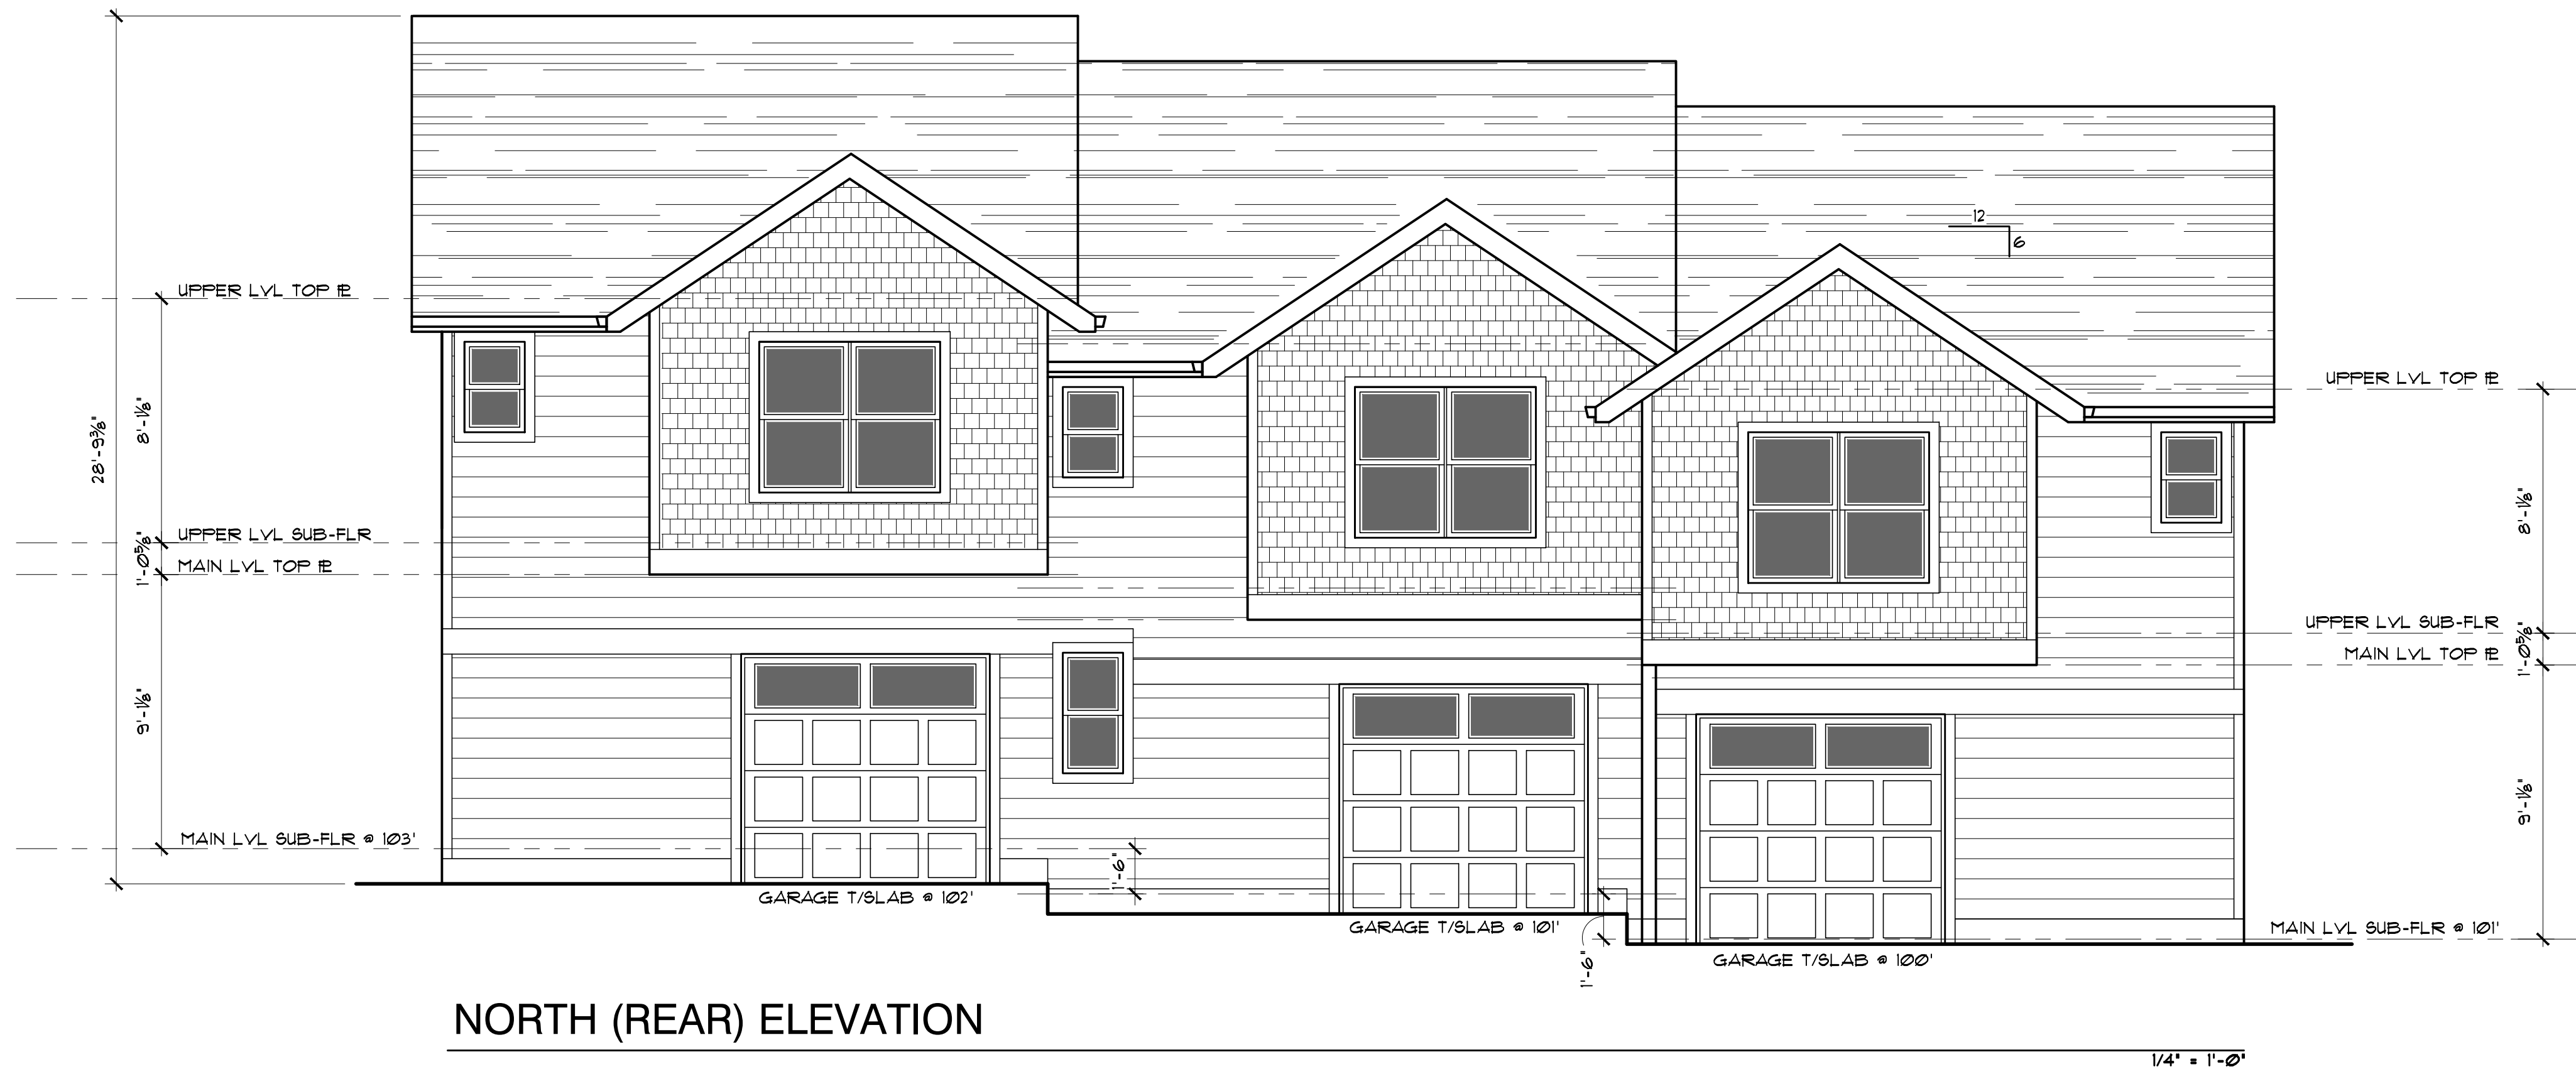 28'-9⅜"
UPPER LVL TOP PL
8'-1⅛"
UPPER LVL SUB-FLR
1'-0⅝"
MAIN LVL TOP PL
9'-1⅛"
MAIN LVL SUB-FLR @ 103'
12
6
UPPER LVL TOP PL
8'-1⅛"
UPPER LVL SUB-FLR
1'-0⅝"
MAIN LVL TOP PL
9'-1⅛"
MAIN LVL SUB-FLR @ 101'
1'-6"
GARAGE T/SLAB @ 102'
GARAGE T/SLAB @ 101'
1'-6"
GARAGE T/SLAB @ 100'
NORTH (REAR) ELEVATION
1/4" = 1'-0"